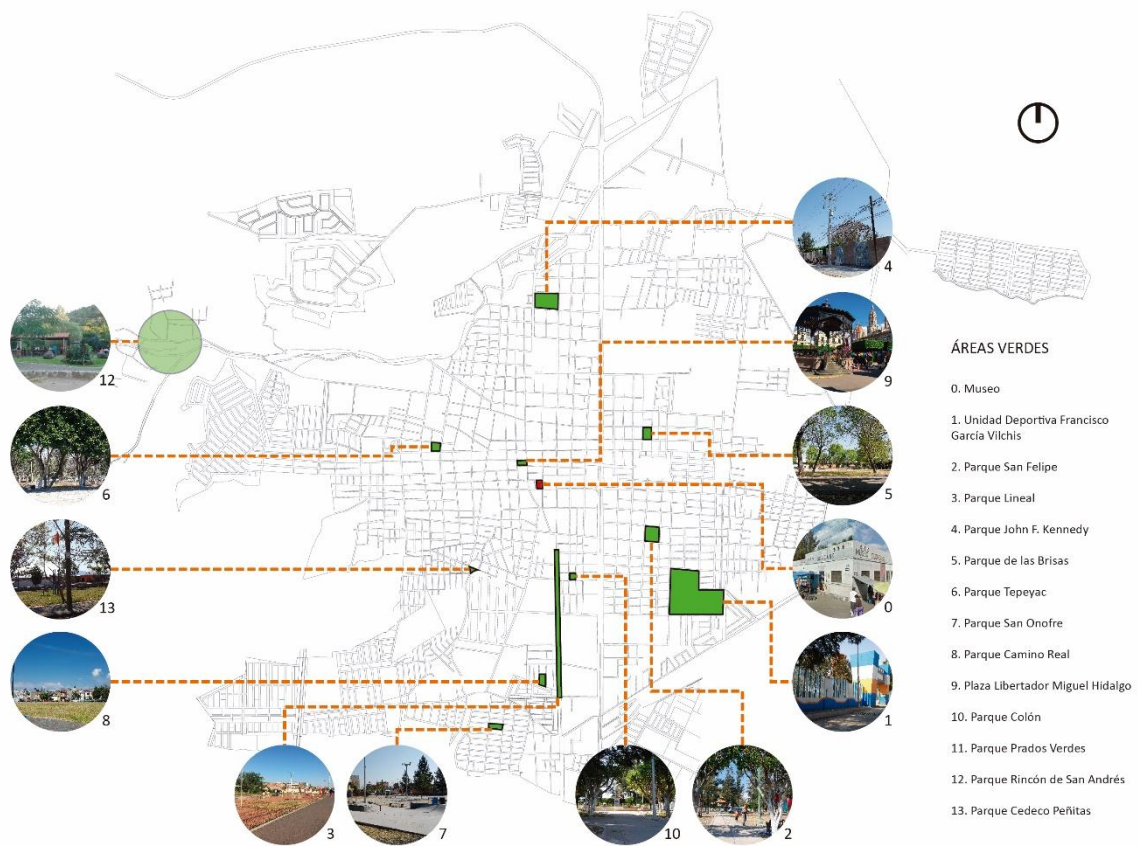 4
9
12
6
5
13
0
8
1
3
7
10
2
ÁREAS VERDES
0. Museo
1. Unidad Deportiva Francisco
García Vilchis
2. Parque San Felipe
3. Parque Lineal
4. Parque John F. Kennedy
5. Parque de las Brisas
6. Parque Tepeyac
7. Parque San Onofre
8. Parque Camino Real
9. Plaza Libertador Miguel Hidalgo
10. Parque Colón
11. Parque Prados Verdes
12. Parque Rincón de San Andrés
13. Parque Cedeco Peñitas